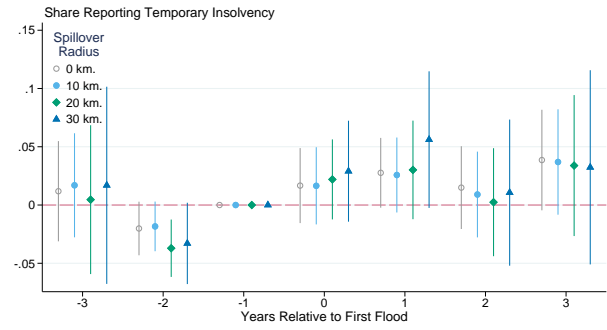 Share Reporting Temporary Insolvency
.15
.1
.05
0
-.05
Spillover
Radius
0 km.
10 km.
20 km.
30 km.
-3 -2 -1 0 1 2 3
Years Relative to First Flood